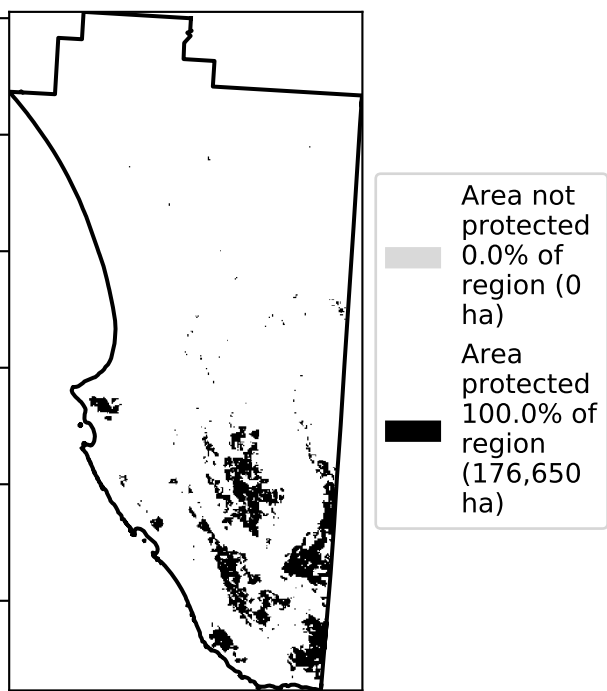 Area not
protected
0.0% of
region (0
ha)
Area
protected
100.0% of
region
(176,650
ha)